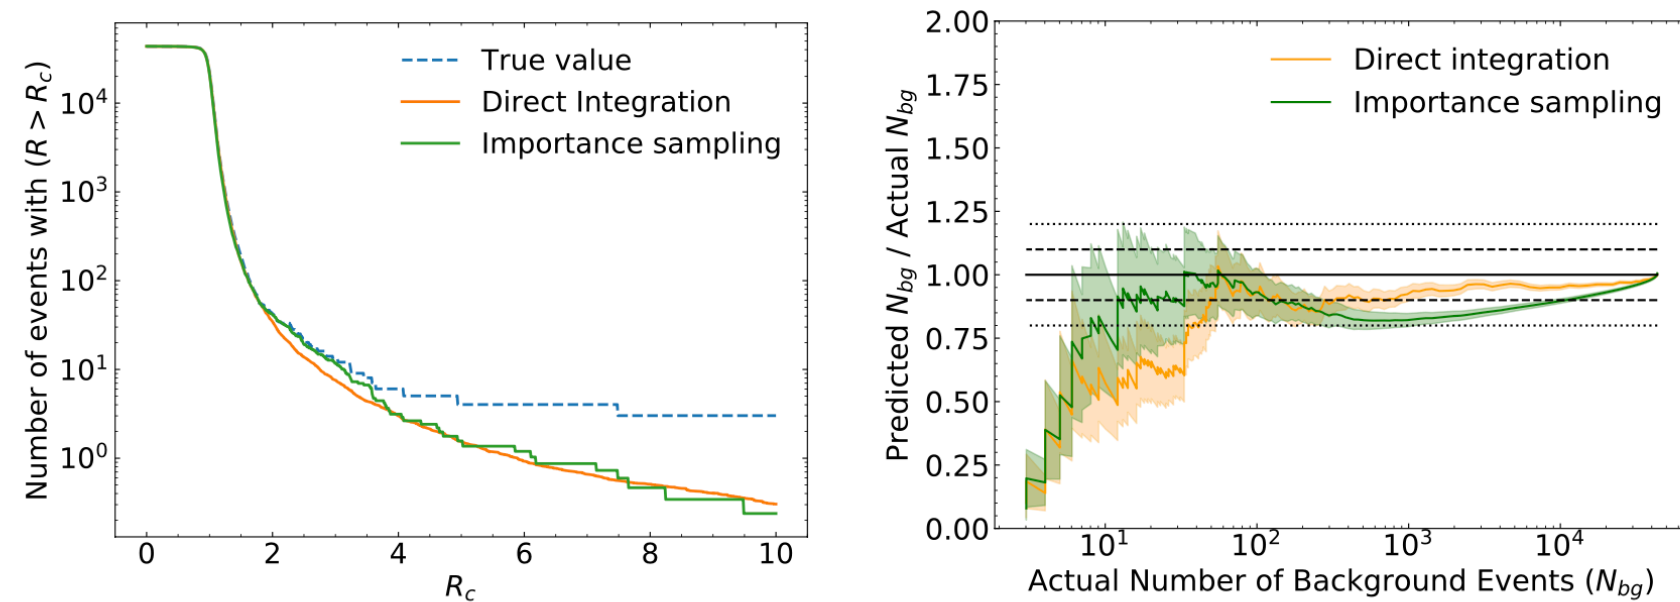 Number of events with (R > R_c)
10^4
10^3
10^2
10^1
10^0
True value
Direct Integration
Importance sampling
0 2 4 6 8 10
R_c
Predicted N_bg / Actual N_bg
2.00
1.75
1.50
1.25
1.00
0.75
0.50
0.25
0.00
Direct integration
Importance sampling
10^1 10^2 10^3 10^4
Actual Number of Background Events (N_bg)